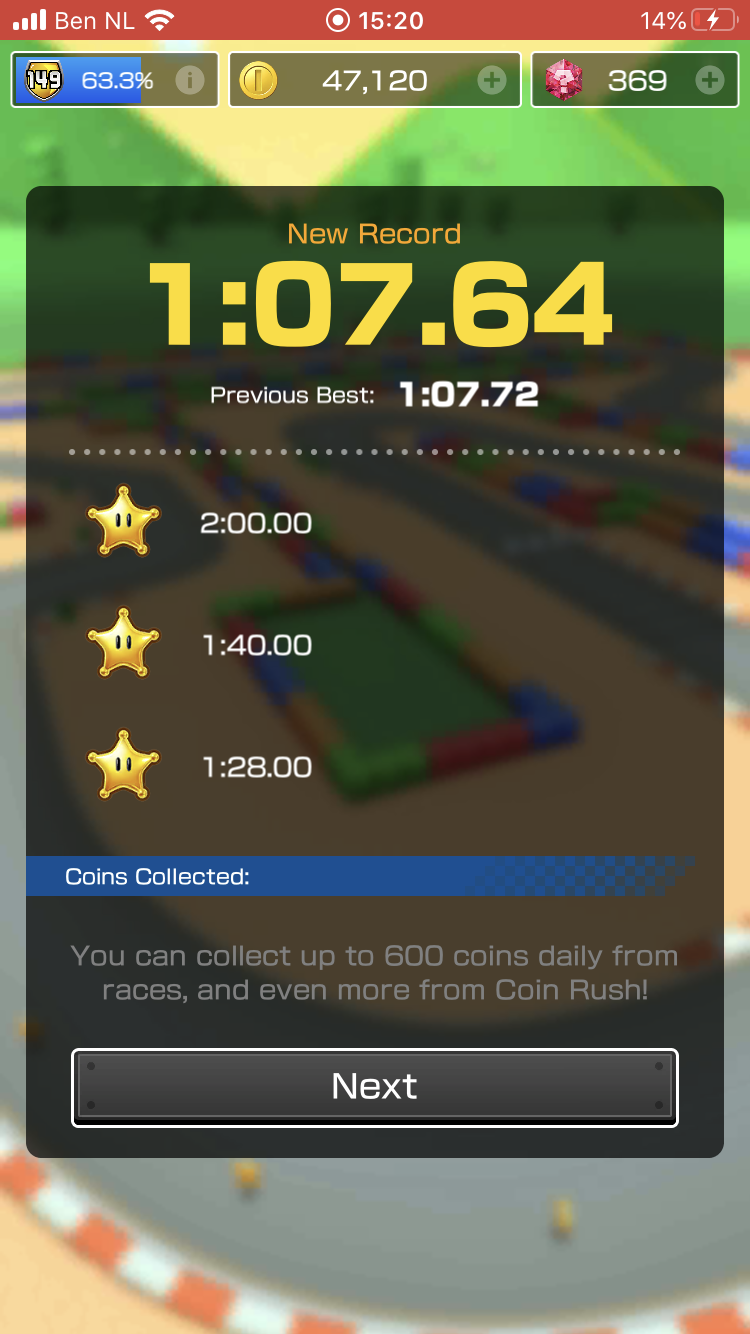 Ben NL 15:20 14%
149 63.3% i 47,120 + 369 +
New Record
1:07.64
Previous Best: 1:07.72
2:00.00
1:40.00
1:28.00
Coins Collected:
You can collect up to 600 coins daily from
races, and even more from Coin Rush!
Next